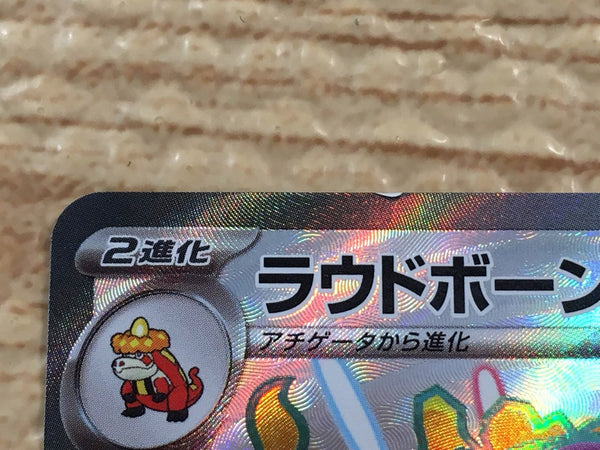 2進化
ラウドボーン
アチゲータから進化